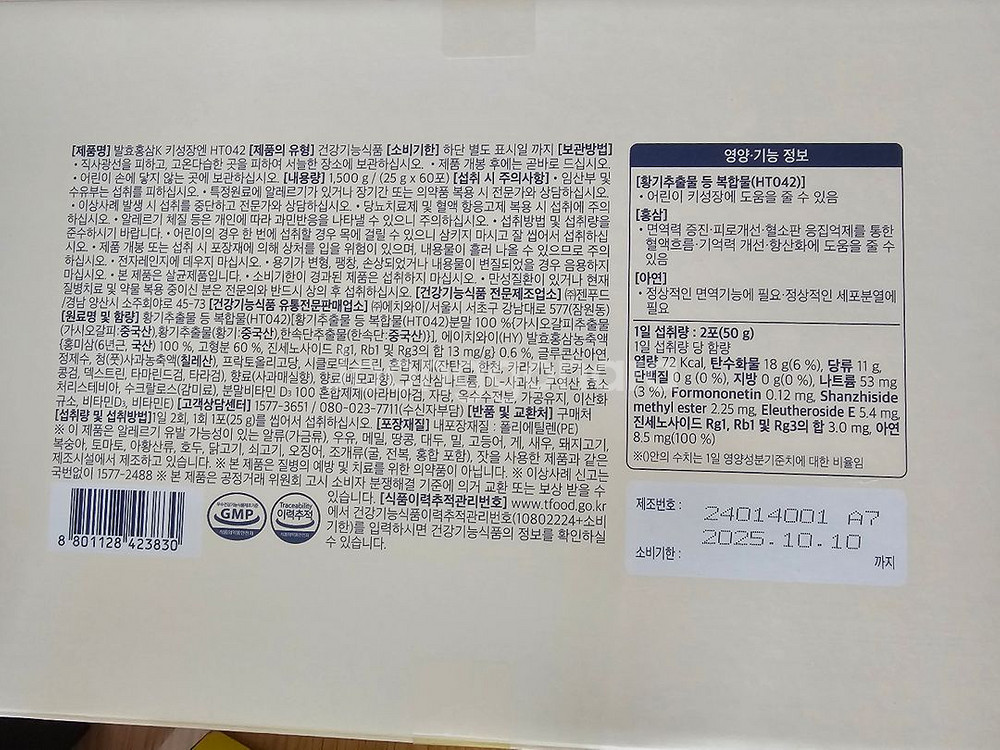 [제품명] 발효홍삼K 키성장엔 HT042 [제품의 유형] 건강기능식품 [소비기한] 하단 별도 표시일 까지 [보관방법]
• 직사광선을 피하고, 고온다습한 곳을 피하여 서늘한 장소에 보관하십시오. • 제품 개봉 후에는 곧바로 드십시오.
• 어린이 손에 닿지 않는 곳에 보관하십시오. [내용량] 1,500 g / (25 g x 60포) [섭취 시 주의사항] • 임산부 및
수유부는 섭취를 피하십시오. • 특정원료에 알레르기가 있거나 장기간 또는 의약품 복용 시 전문가와 상담하십시오.
• 이상사례 발생 시 섭취를 중단하고 전문가와 상담하십시오. • 당뇨치료제 및 혈액 항응고제 복용 시 섭취에 주의
하십시오. • 알레르기 체질 등은 개인에 따라 과민반응을 나타낼 수 있으니 주의하십시오. • 섭취방법 및 섭취량을
준수하시기 바랍니다. • 어린이의 경우 한 번에 섭취할 경우 목에 걸릴 수 있으니 삼키지 마시고 잘 씹어서 섭취하십
시오. • 제품 개봉 또는 섭취 시 포장재에 의해 상처를 입을 위험이 있으며, 내용물이 흘러 나올 수 있으므로 주의
하십시오. • 전자레인지에 데우지 마십시오. • 용기가 변형, 팽창, 손상되었거나 내용물이 변질되었을 경우 음용하지
마십시오. • 본 제품은 살균제품입니다. • 소비기한이 경과된 제품은 섭취하지 마십시오. • 만성질환이 있거나 현재
질병치료 및 약물 복용 중이신 분은 전문의와 반드시 상의 후 섭취하십시오. [건강기능식품 전문제조업소] ㈜젠푸드
/경남 양산시 소주회야로 45-73 [건강기능식품 유통전문판매업소] ㈜에치와이/서울시 서초구 강남대로 577(잠원동)
[원료명 및 함량] 황기추출물 등 복합물(HT042)[황기추출물 등 복합물(HT042)분말 100 %{가시오갈피추출물
(가시오갈피:중국산),황기추출물(황기:중국산),한속단추출물(한속단:중국산)}], 에이치와이(HY) 발효홍삼농축액
(홍미삼(6년근, 국산) 100 %, 고형분 60 %, 진세노사이드 Rg1, Rb1 및 Rg3의 합 13 mg/g) 0.6 %, 글루콘산아연,
정제수, 청(풋)사과농축액(칠레산), 프락토올리고당, 시클로덱스트린, 혼합제제(잔탄검, 한천, 카라기난, 로커스트
콩검, 덱스트린, 타마린드검, 타라검), 향료(사과매실향), 향료(배모과향), 구연산삼나트륨, DL-사과산, 구연산, 효소
처리스테비아, 수크랄로스(감미료), 분말비타민 D₃ 100 혼합제제(아라비아검, 자당, 옥수수전분, 가공유지, 이산화
규소, 비타민D₃, 비타민E) [고객상담센터] 1577-3651 / 080-023-7711(수신자부담) [반품 및 교환처] 구매처
[섭취량 및 섭취방법]1일 2회, 1회 1포(25 g)를 씹어서 섭취하십시오. [포장재질] 내포장재질 : 폴리에틸렌(PE)
※ 이 제품은 알레르기 유발 가능성이 있는 알류(가금류), 우유, 메밀, 땅콩, 대두, 밀, 고등어, 게, 새우, 돼지고기,
복숭아, 토마토, 아황산류, 호두, 닭고기, 쇠고기, 오징어, 조개류(굴, 전복, 홍합 포함), 잣을 사용한 제품과 같은
제조시설에서 제조하고 있습니다. ※ 본 제품은 질병의 예방 및 치료를 위한 의약품이 아닙니다. ※ 이상사례 신고는
국번없이 1577-2488 ※ 본 제품은 공정거래 위원회 고시 소비자 분쟁해결 기준에 의거 교환 또는 보상 받을 수
있습니다. [식품이력추적관리번호] www.tfood.go.kr
에서 건강기능식품이력추적관리번호(10802224+소비
기한)를 입력하시면 건강기능식품의 정보를 확인하실
수 있습니다.
GMP
Traceability
이력추적
8 801128 423830
영양·기능 정보
[황기추출물 등 복합물(HT042)]
• 어린이 키성장에 도움을 줄 수 있음
[홍삼]
• 면역력 증진·피로개선·혈소판 응집억제를 통한
혈액흐름·기억력 개선·항산화에 도움을 줄 수
있음
[아연]
• 정상적인 면역기능에 필요·정상적인 세포분열에
필요
1일 섭취량 : 2포(50 g)
1일 섭취량 당 함량
열량 72 Kcal, 탄수화물 18 g(6 %), 당류 11 g,
단백질 0 g (0 %), 지방 0 g(0 %), 나트륨 53 mg
(3 %), Formononetin 0.12 mg, Shanzhiside
methyl ester 2.25 mg, Eleutheroside E 5.4 mg,
진세노사이드 Rg1, Rb1 및 Rg3의 합 3.0 mg, 아연
8.5 mg(100 %)
※()안의 수치는 1일 영양성분기준치에 대한 비율임
제조번호 : 24014001 A7
소비기한 : 2025.10.10 까지